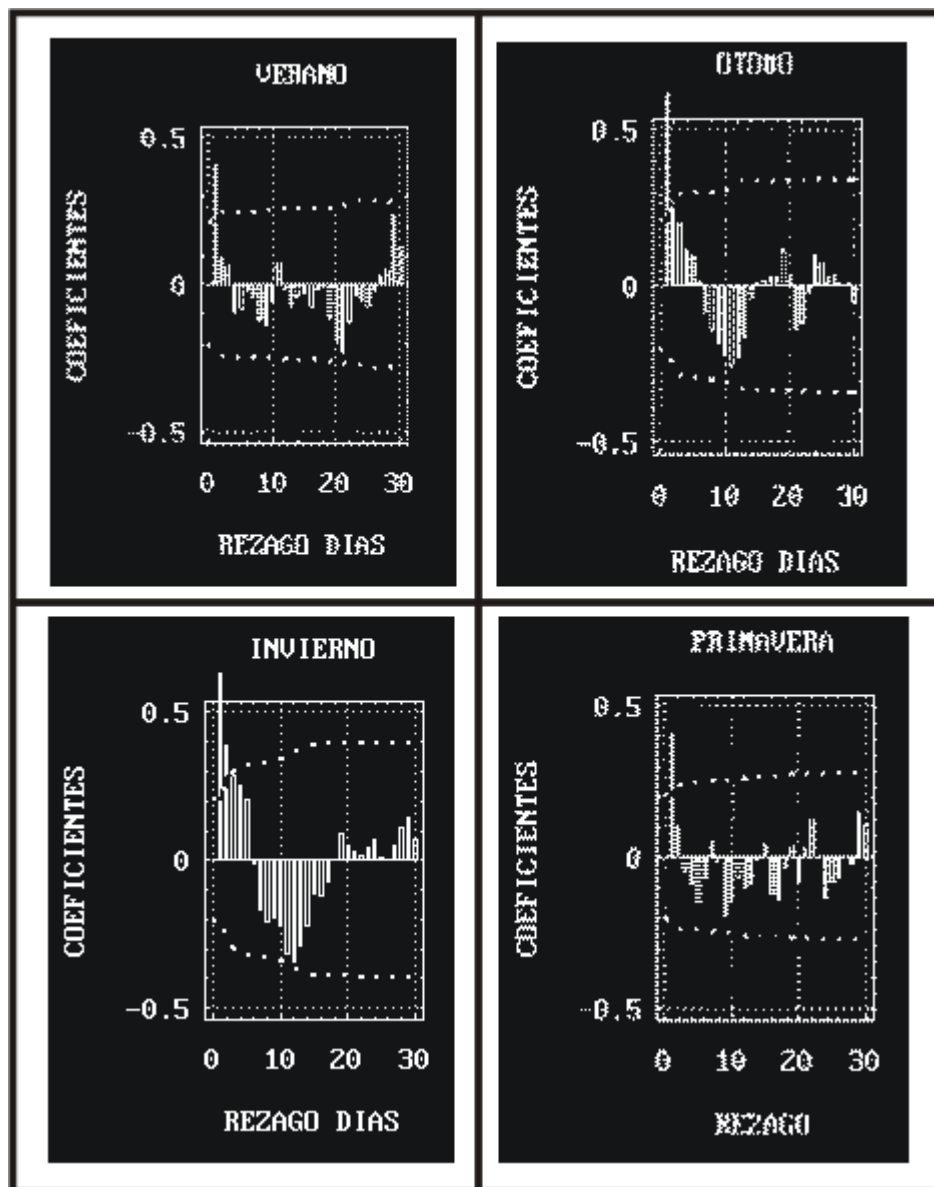 VERANO
0.5
0
-0.5
COEFICIENTES
0 10 20 30
REZAGO DIAS
OTOÑO
0.5
0
-0.5
COEFICIENTES
0 10 20 30
REZAGO DIAS
INVIERNO
0.5
0
-0.5
COEFICIENTES
0 10 20 30
REZAGO DIAS
PRIMAVERA
0.5
0
-0.5
COEFICIENTES
0 10 20 30
REZAGO